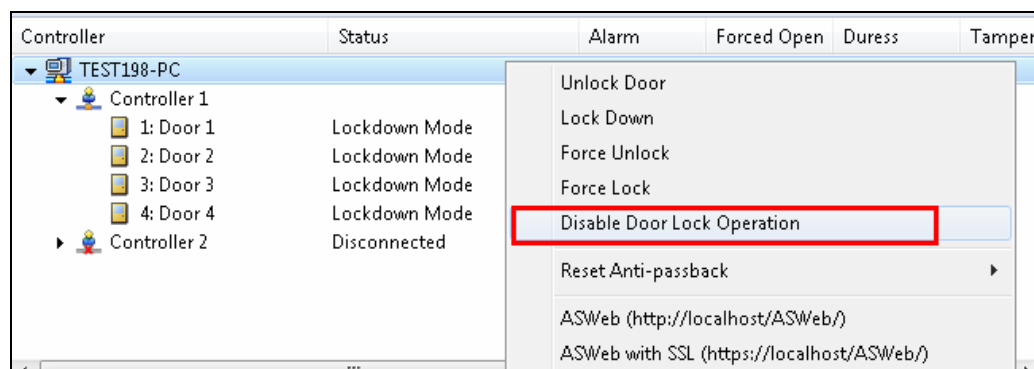 Controller Status Alarm Forced Open Duress Tamper
TEST198-PC
Controller 1
1: Door 1 Lockdown Mode
2: Door 2 Lockdown Mode
3: Door 3 Lockdown Mode
4: Door 4 Lockdown Mode
Controller 2 Disconnected
Unlock Door
Lock Down
Force Unlock
Force Lock
Disable Door Lock Operation
Reset Anti-passback
ASWeb (http://localhost/ASWeb/)
ASWeb with SSL (https://localhost/ASWeb/)